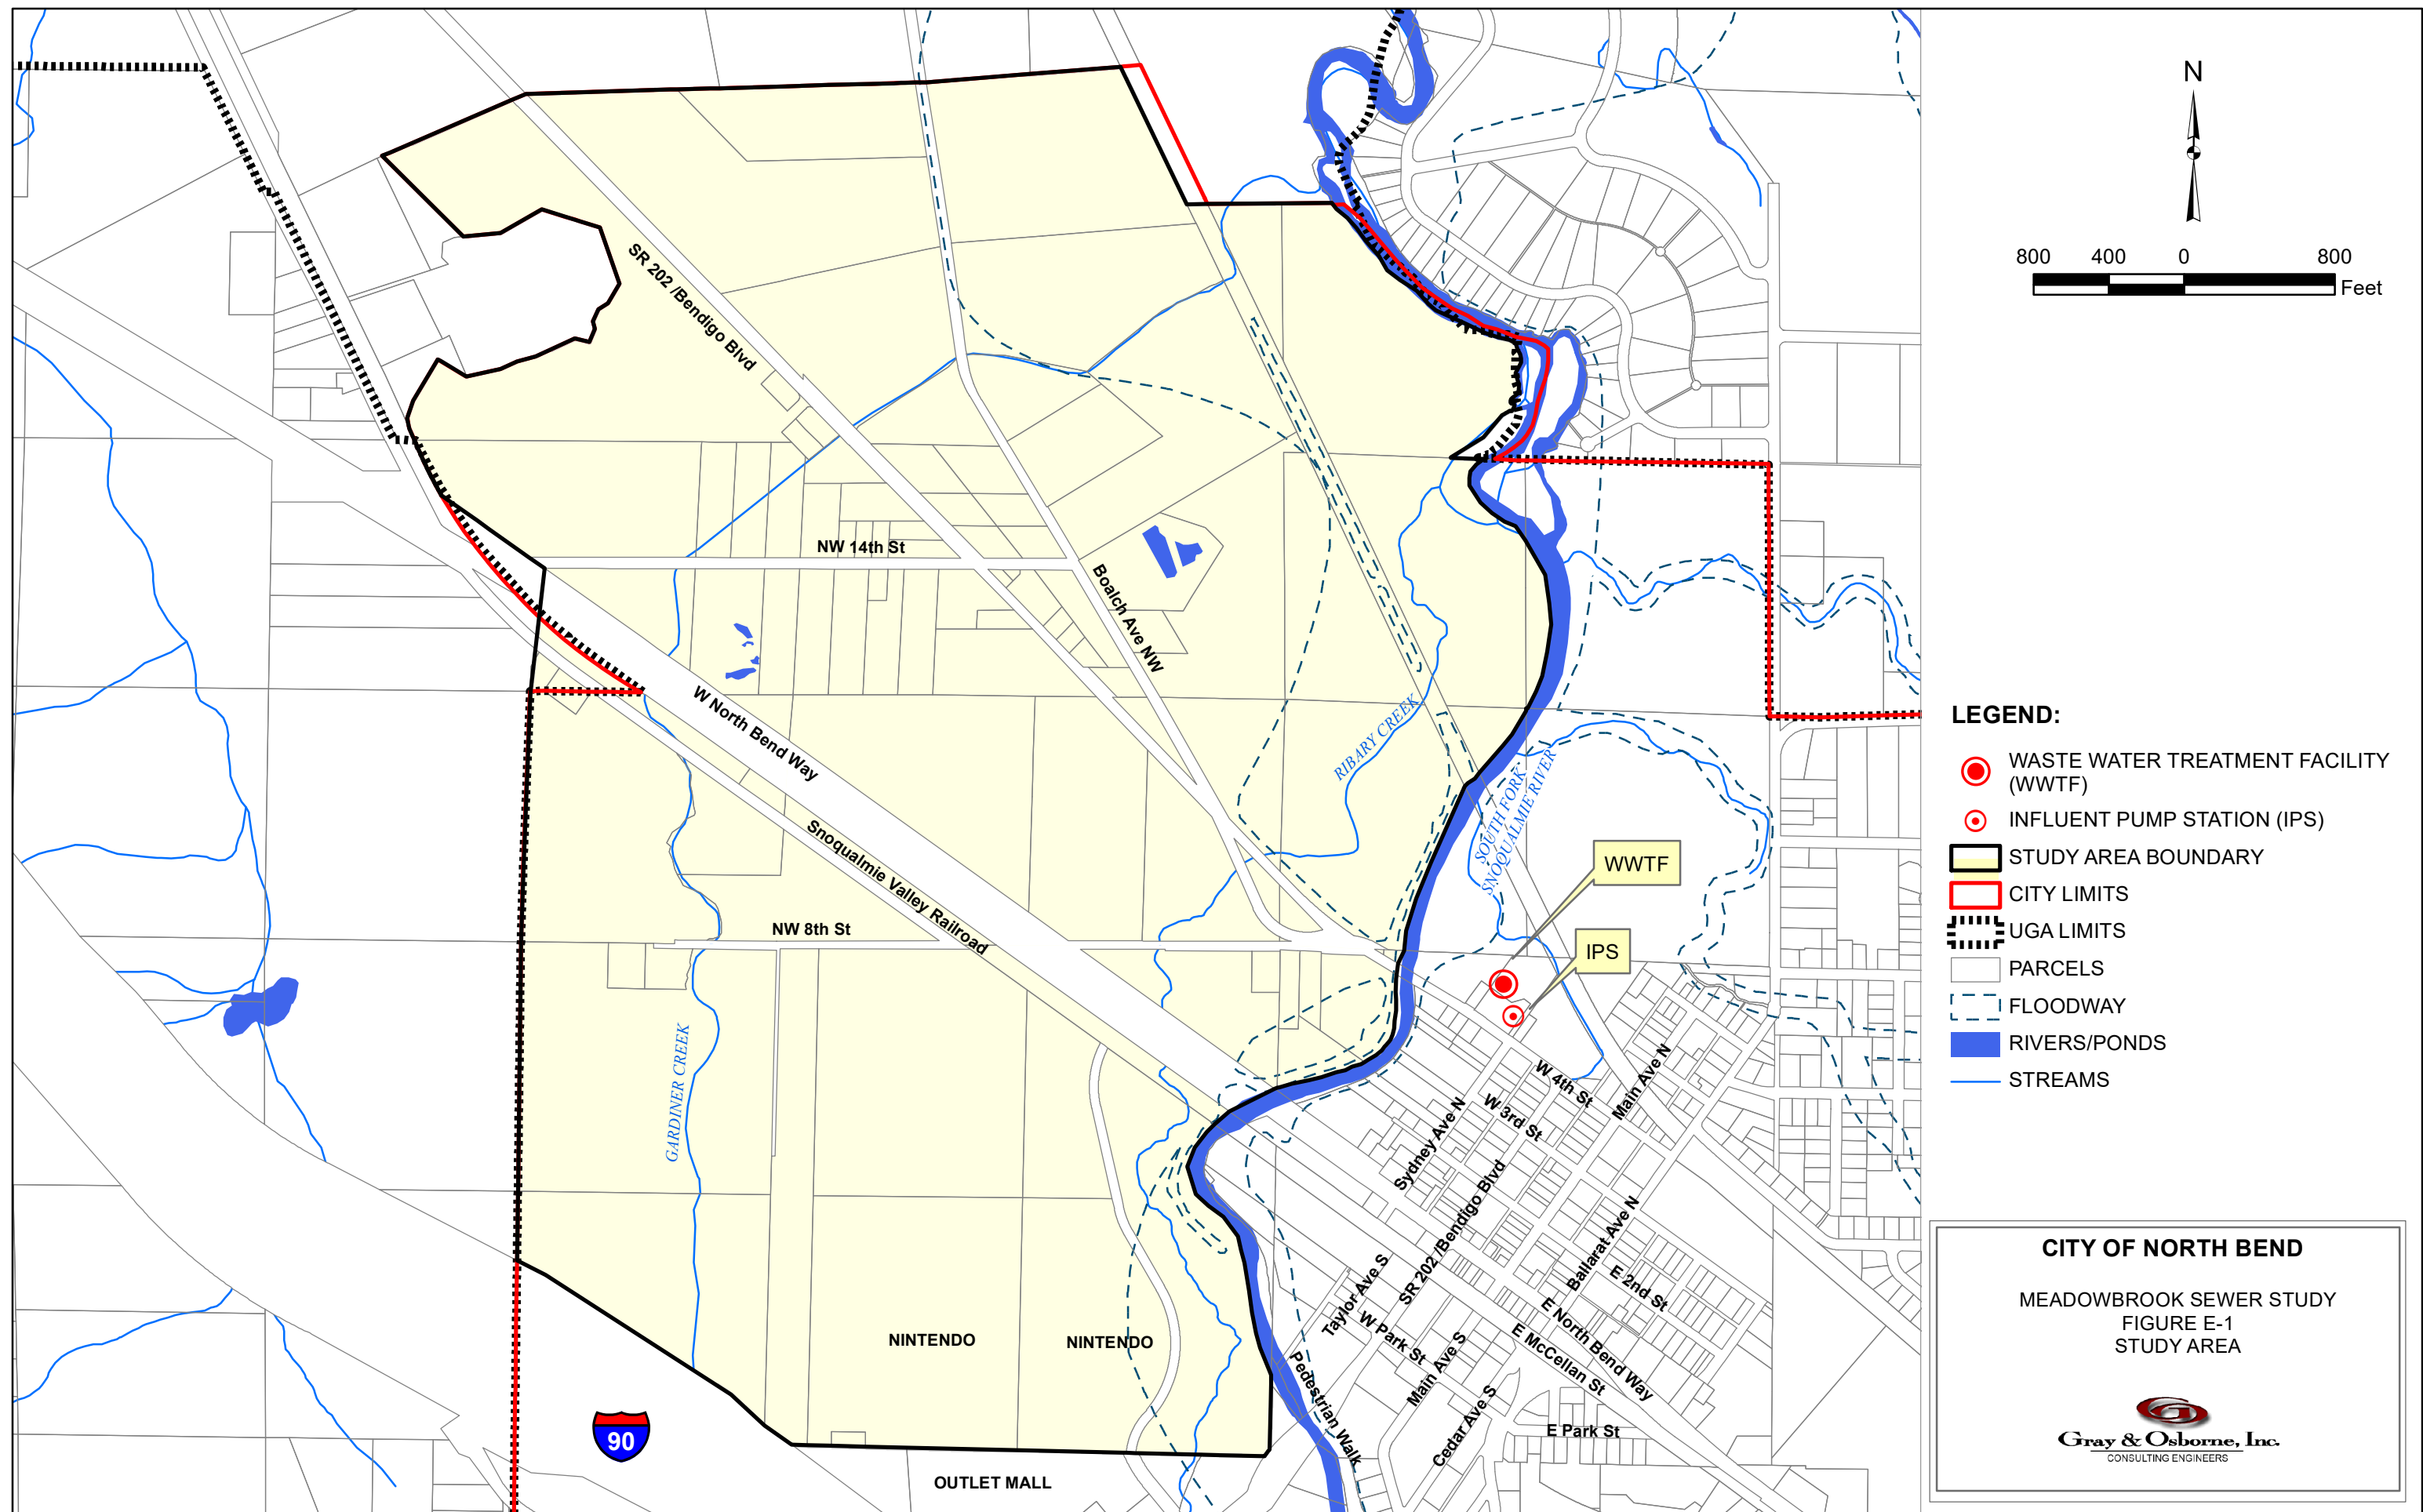 N
800 400 0 800
Feet
SR 202 /Bendigo Blvd
NW 14th St
Boalch Ave NW
W North Bend Way
RIBARY CREEK
SOUTH FORK
SNOQUALMIE RIVER
Snoqualmie Valley Railroad
NW 8th St
WWTF
IPS
GARDINER CREEK
W 4th St
Main Ave N
W 3rd St
Sydney Ave N
SR 202 /Bendigo Blvd
Ballarat Ave N
E 2nd St
Taylor Ave S
W Park St
E North Bend Way
E McCellan St
Main Ave S
Pedestrian Walk
Cedar Ave S
E Park St
NINTENDO
NINTENDO
OUTLET MALL
90
LEGEND:
WASTE WATER TREATMENT FACILITY
(WWTF)
INFLUENT PUMP STATION (IPS)
STUDY AREA BOUNDARY
CITY LIMITS
UGA LIMITS
PARCELS
FLOODWAY
RIVERS/PONDS
STREAMS
CITY OF NORTH BEND
MEADOWBROOK SEWER STUDY
FIGURE E-1
STUDY AREA
Gray & Osborne, Inc.
CONSULTING ENGINEERS